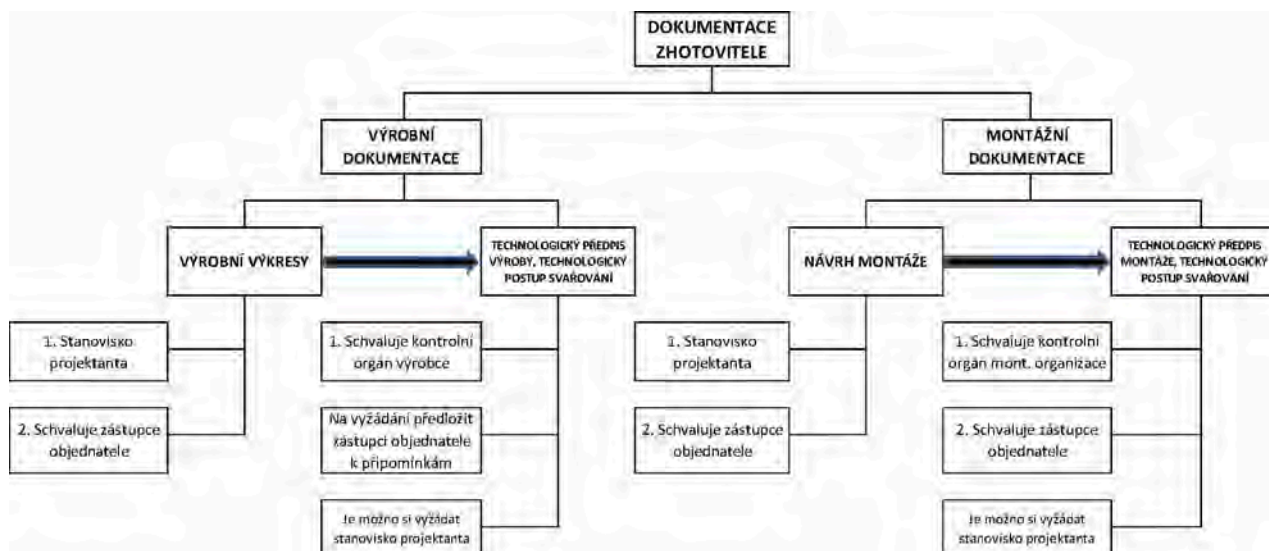 DOKUMENTACE
ZHOTOVITELE
VÝROBNÍ
DOKUMENTACE
MONTÁŽNÍ
DOKUMENTACE
VÝROBNÍ VÝKRESY
TECHNOLOGICKÝ PŘEDPIS
VÝROBY, TECHNOLOGICKÝ
POSTUP SVAŘOVÁNÍ
NÁVRH MONTÁŽE
TECHNOLOGICKÝ PŘEDPIS
MONTÁŽE, TECHNOLOGICKÝ
POSTUP SVAŘOVÁNÍ
1. Stanovisko
projektanta
1. Schvaluje kontrolní
orgán výrobce
1. Stanovisko
projektanta
1. Schvaluje kontrolní
orgán mont. organizace
2. Schvaluje zástupce
objednatele
Na vyžádání předložit
zástupci objednatele
k připomínkám
2. Schvaluje zástupce
objednatele
2. Schvaluje zástupce
objednatele
Je možno si vyžádat
stanovisko projektanta
Je možno si vyžádat
stanovisko projektanta